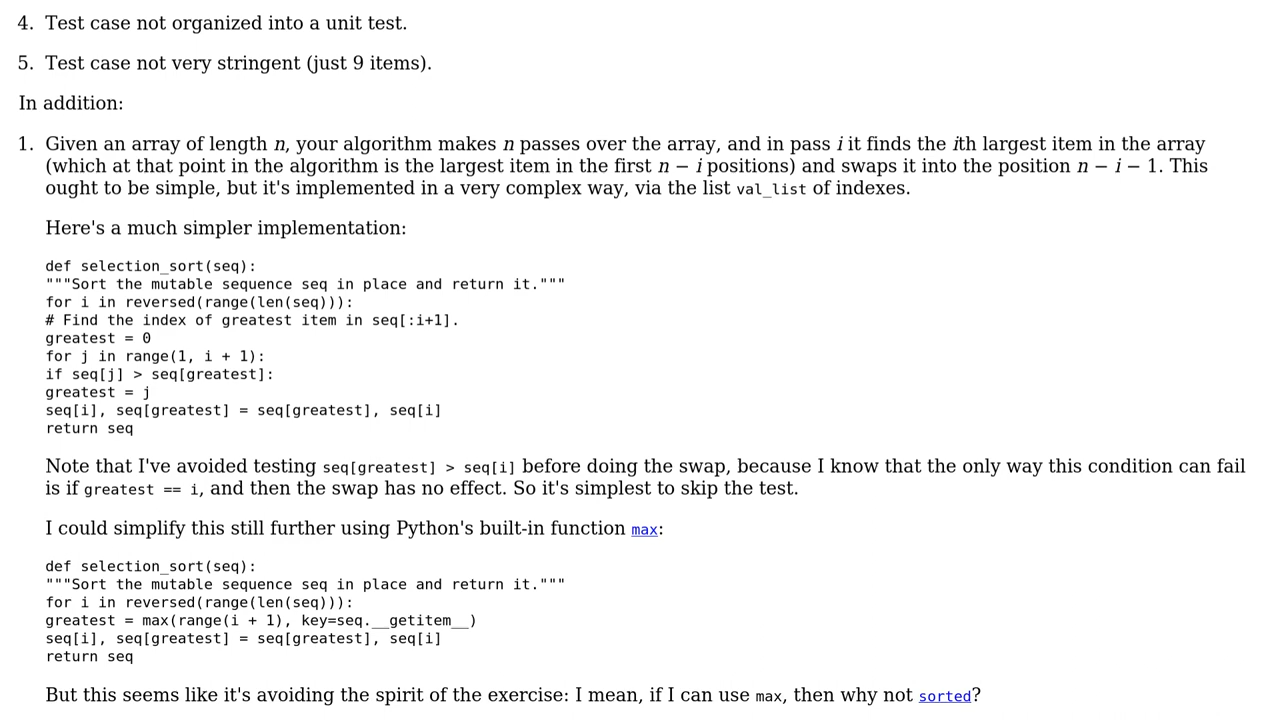 4. Test case not organized into a unit test.
5. Test case not very stringent (just 9 items).
In addition:
1. Given an array of length n, your algorithm makes n passes over the array, and in pass i it finds the ith largest item in the array
(which at that point in the algorithm is the largest item in the first n − i positions) and swaps it into the position n − i − 1. This
ought to be simple, but it's implemented in a very complex way, via the list val_list of indexes.
Here's a much simpler implementation:
def selection_sort(seq):
"""Sort the mutable sequence seq in place and return it."""
for i in reversed(range(len(seq))):
# Find the index of greatest item in seq[:i+1].
greatest = 0
for j in range(1, i + 1):
if seq[j] > seq[greatest]:
greatest = j
seq[i], seq[greatest] = seq[greatest], seq[i]
return seq
Note that I've avoided testing seq[greatest] > seq[i] before doing the swap, because I know that the only way this condition can fail
is if greatest == i, and then the swap has no effect. So it's simplest to skip the test.
I could simplify this still further using Python's built-in function max:
def selection_sort(seq):
"""Sort the mutable sequence seq in place and return it."""
for i in reversed(range(len(seq))):
greatest = max(range(i + 1), key=seq.__getitem__)
seq[i], seq[greatest] = seq[greatest], seq[i]
return seq
But this seems like it's avoiding the spirit of the exercise: I mean, if I can use max, then why not sorted?